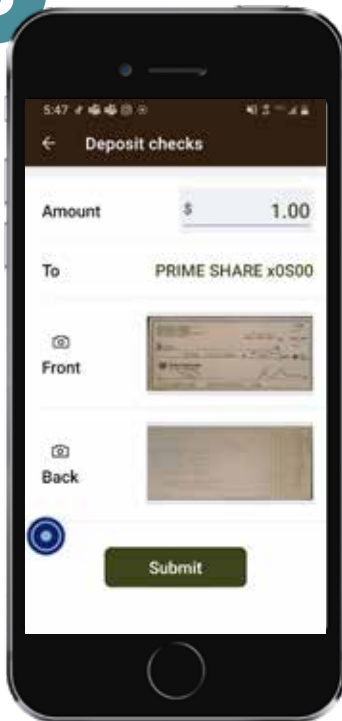 5:47
Deposit checks
Amount $ 1.00
To PRIME SHARE x0S00
Front
Back
Submit